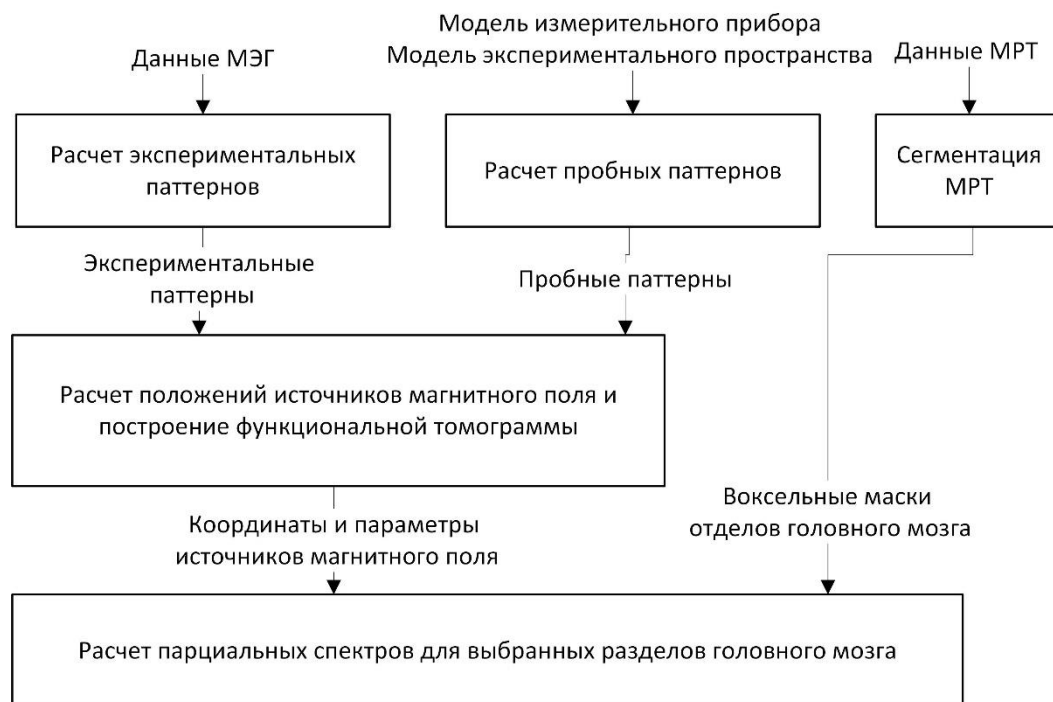 Модель измерительного прибора
Модель экспериментального пространства
Данные МЭГ
Данные МРТ
Расчет экспериментальных
паттернов
Расчет пробных паттернов
Сегментация
МРТ
Экспериментальные
паттерны
Пробные паттерны
Расчет положений источников магнитного поля и
построение функциональной томограммы
Координаты и параметры
источников магнитного поля
Воксельные маски
отделов головного мозга
Расчет парциальных спектров для выбранных разделов головного мозга